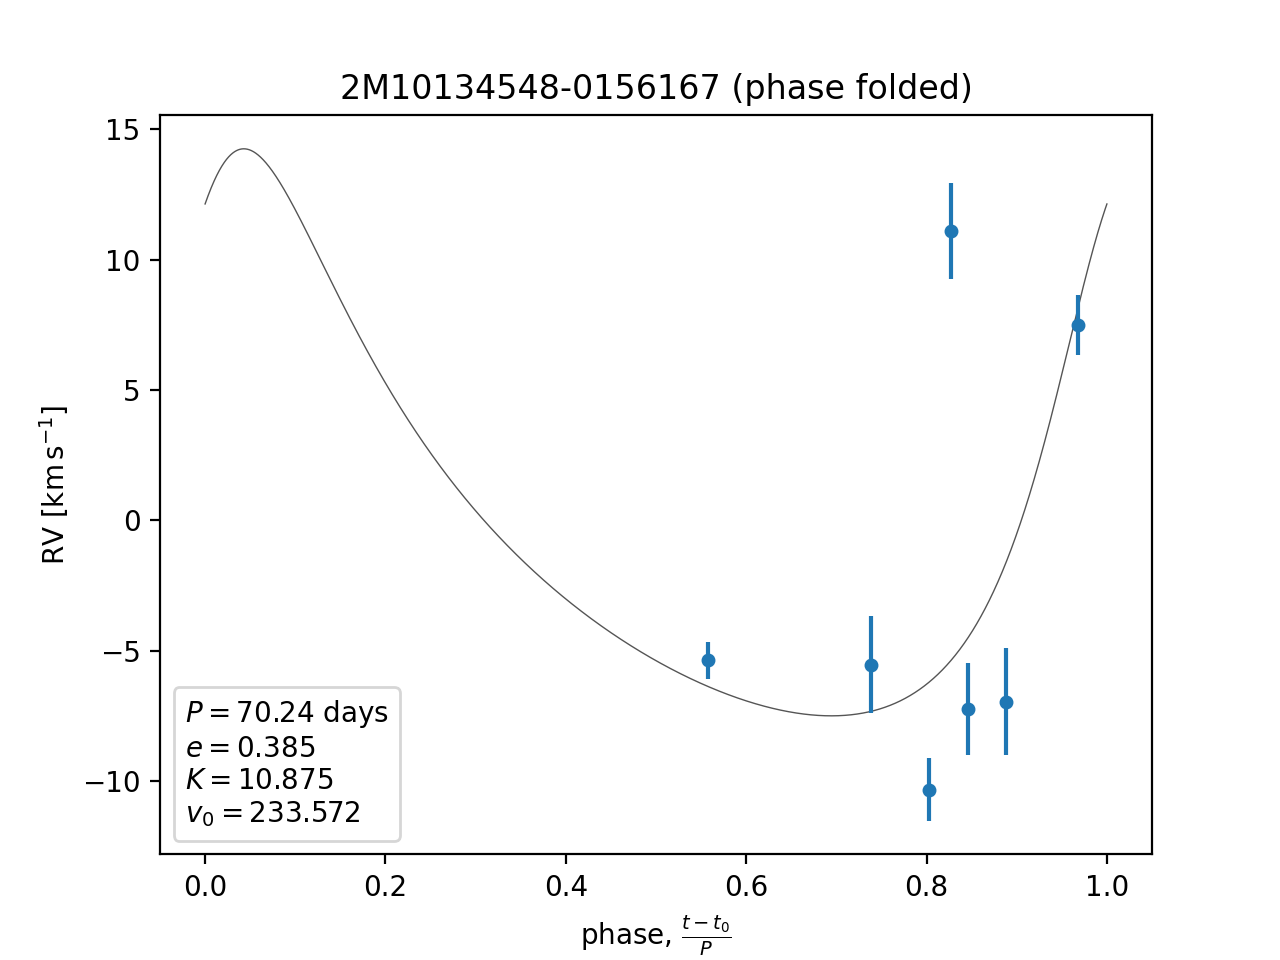 2M10134548-0156167 (phase folded)
15
10
5
0
−5
−10
RV [km s⁻¹]
P = 70.24 days
e = 0.385
K = 10.875
v₀ = 233.572
0.0 0.2 0.4 0.6 0.8 1.0
phase, (t − t₀)/P